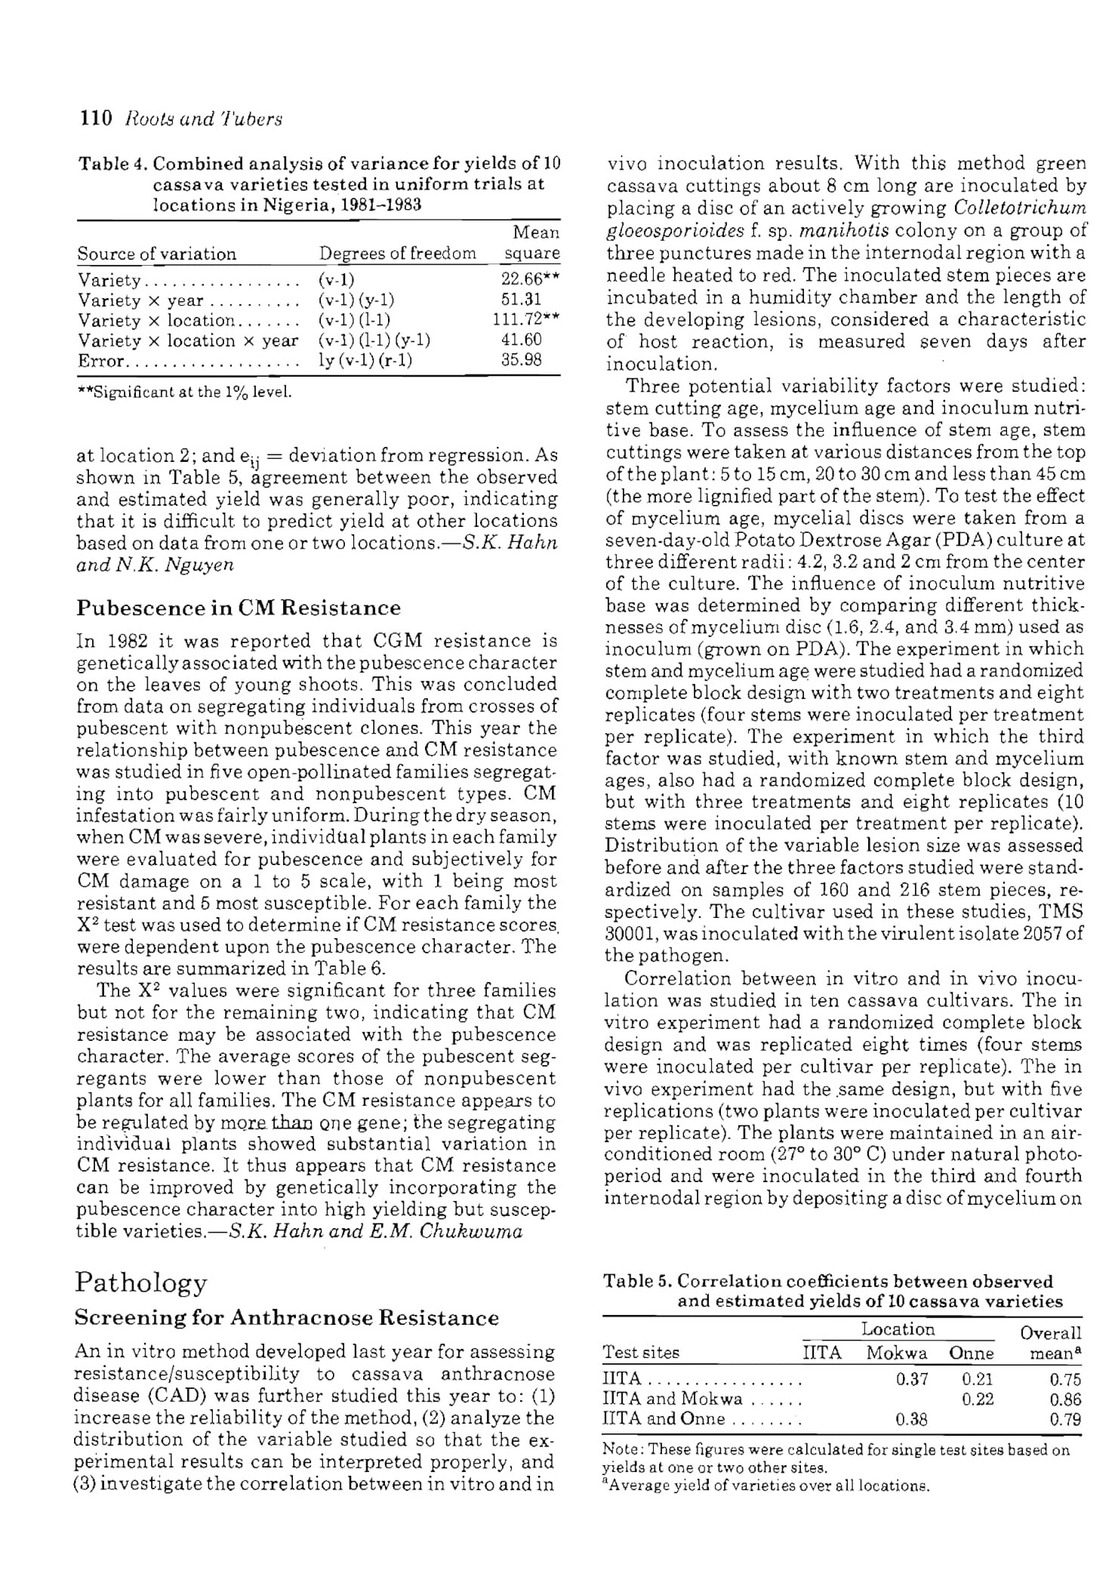 110 Roots and Tubers
Table 4. Combined analysis of variance for yields of 10
cassava varieties tested in uniform trials at
locations in Nigeria, 1981–1983
Mean
Source of variation Degrees of freedom square
Variety................. (v-1) 22.66**
Variety × year .......... (v-1) (y-1) 51.31
Variety × location....... (v-1) (l-1) 111.72**
Variety × location × year (v-1) (l-1) (y-1) 41.60
Error................... ly (v-1) (r-1) 35.98
**Significant at the 1% level.
at location 2; and eij = deviation from regression. As
shown in Table 5, agreement between the observed
and estimated yield was generally poor, indicating
that it is difficult to predict yield at other locations
based on data from one or two locations.—S.K. Hahn
and N.K. Nguyen
Pubescence in CM Resistance
In 1982 it was reported that CGM resistance is
genetically associated with the pubescence character
on the leaves of young shoots. This was concluded
from data on segregating individuals from crosses of
pubescent with nonpubescent clones. This year the
relationship between pubescence and CM resistance
was studied in five open-pollinated families segregat-
ing into pubescent and nonpubescent types. CM
infestation was fairly uniform. During the dry season,
when CM was severe, individual plants in each family
were evaluated for pubescence and subjectively for
CM damage on a 1 to 5 scale, with 1 being most
resistant and 5 most susceptible. For each family the
X² test was used to determine if CM resistance scores
were dependent upon the pubescence character. The
results are summarized in Table 6.
The X² values were significant for three families
but not for the remaining two, indicating that CM
resistance may be associated with the pubescence
character. The average scores of the pubescent seg-
regants were lower than those of nonpubescent
plants for all families. The CM resistance appears to
be regulated by more than one gene; the segregating
individual plants showed substantial variation in
CM resistance. It thus appears that CM resistance
can be improved by genetically incorporating the
pubescence character into high yielding but suscep-
tible varieties.—S.K. Hahn and E.M. Chukwuma
Pathology
Screening for Anthracnose Resistance
An in vitro method developed last year for assessing
resistance/susceptibility to cassava anthracnose
disease (CAD) was further studied this year to: (1)
increase the reliability of the method, (2) analyze the
distribution of the variable studied so that the ex-
perimental results can be interpreted properly, and
(3) investigate the correlation between in vitro and in
vivo inoculation results. With this method green
cassava cuttings about 8 cm long are inoculated by
placing a disc of an actively growing Colletotrichum
gloeosporioides f. sp. manihotis colony on a group of
three punctures made in the internodal region with a
needle heated to red. The inoculated stem pieces are
incubated in a humidity chamber and the length of
the developing lesions, considered a characteristic
of host reaction, is measured seven days after
inoculation.
Three potential variability factors were studied:
stem cutting age, mycelium age and inoculum nutri-
tive base. To assess the influence of stem age, stem
cuttings were taken at various distances from the top
of the plant: 5 to 15 cm, 20 to 30 cm and less than 45 cm
(the more lignified part of the stem). To test the effect
of mycelium age, mycelial discs were taken from a
seven-day-old Potato Dextrose Agar (PDA) culture at
three different radii: 4.2, 3.2 and 2 cm from the center
of the culture. The influence of inoculum nutritive
base was determined by comparing different thick-
nesses of mycelium disc (1.6, 2.4, and 3.4 mm) used as
inoculum (grown on PDA). The experiment in which
stem and mycelium age were studied had a randomized
complete block design with two treatments and eight
replicates (four stems were inoculated per treatment
per replicate). The experiment in which the third
factor was studied, with known stem and mycelium
ages, also had a randomized complete block design,
but with three treatments and eight replicates (10
stems were inoculated per treatment per replicate).
Distribution of the variable lesion size was assessed
before and after the three factors studied were stand-
ardized on samples of 160 and 216 stem pieces, re-
spectively. The cultivar used in these studies, TMS
30001, was inoculated with the virulent isolate 2057 of
the pathogen.
Correlation between in vitro and in vivo inocu-
lation was studied in ten cassava cultivars. The in
vitro experiment had a randomized complete block
design and was replicated eight times (four stems
were inoculated per cultivar per replicate). The in
vivo experiment had the same design, but with five
replications (two plants were inoculated per cultivar
per replicate). The plants were maintained in an air-
conditioned room (27° to 30° C) under natural photo-
period and were inoculated in the third and fourth
internodal region by depositing a disc of mycelium on
Table 5. Correlation coefficients between observed
and estimated yields of 10 cassava varieties
Location Overall
Test sites IITA Mokwa Onne meanᵃ
IITA ................. 0.37 0.21 0.75
IITA and Mokwa ...... 0.22 0.86
IITA and Onne ........ 0.38 0.79
Note: These figures were calculated for single test sites based on
yields at one or two other sites.
ᵃAverage yield of varieties over all locations.